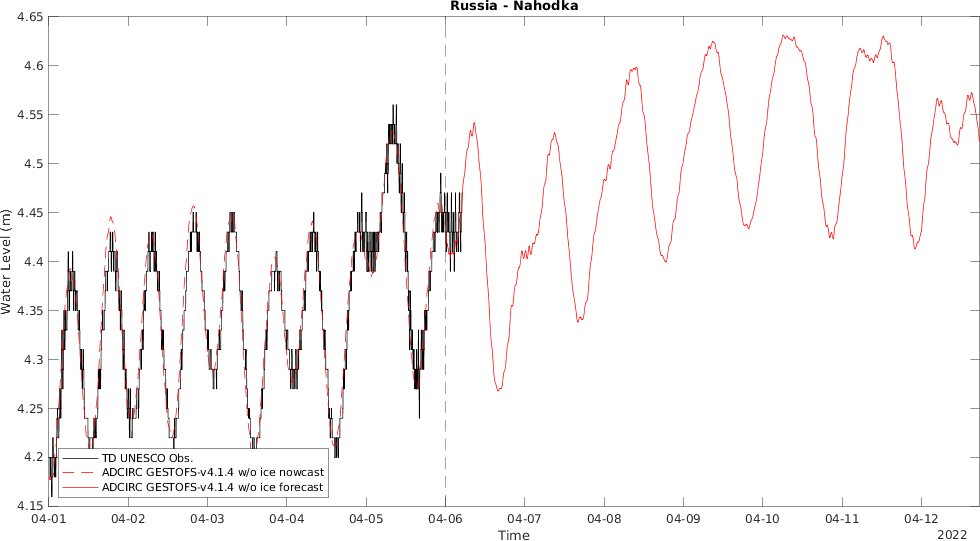 Russia - Nahodka
4.65
4.6
4.55
4.5
4.45
4.4
4.35
4.3
4.25
4.2
4.15
Water Level (m)
TD UNESCO Obs.
ADCIRC GESTOFS-v4.1.4 w/o ice nowcast
ADCIRC GESTOFS-v4.1.4 w/o ice forecast
04-01 04-02 04-03 04-04 04-05 04-06 04-07 04-08 04-09 04-10 04-11 04-12
Time
2022